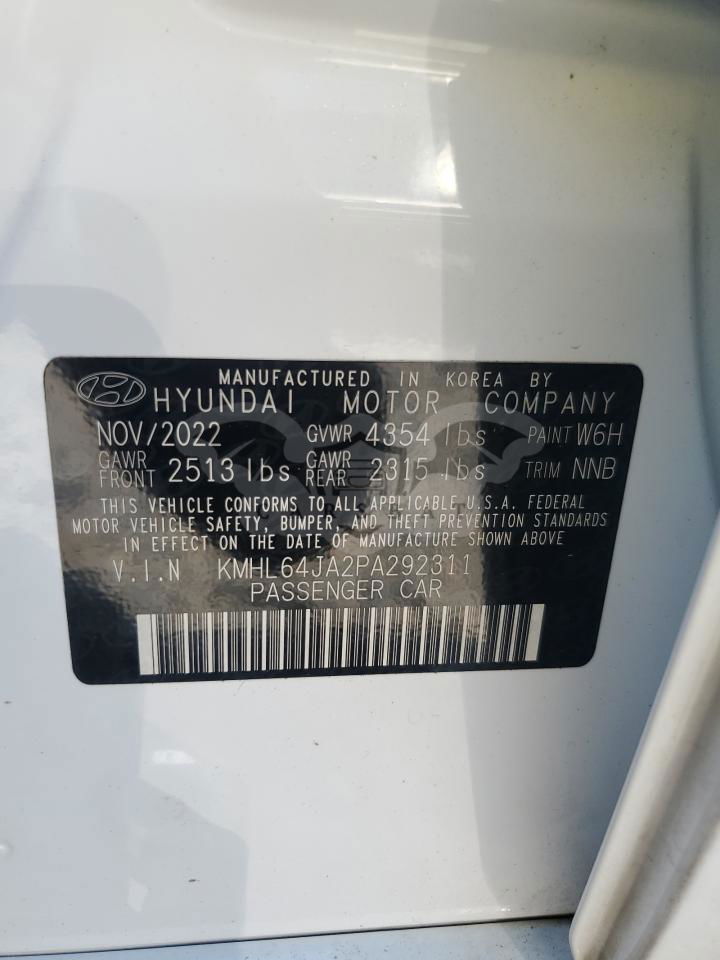 MANUFACTURED IN KOREA BY
HYUNDAI MOTOR COMPANY
NOV/2022 GVWR 4354 lbs PAINT W6H
GAWR FRONT 2513 lbs GAWR REAR 2315 lbs TRIM NNB
THIS VEHICLE CONFORMS TO ALL APPLICABLE U.S.A. FEDERAL
MOTOR VEHICLE SAFETY, BUMPER, AND THEFT PREVENTION STANDARDS
IN EFFECT ON THE DATE OF MANUFACTURE SHOWN ABOVE
V.I.N KMHL64JA2PA292311
PASSENGER CAR